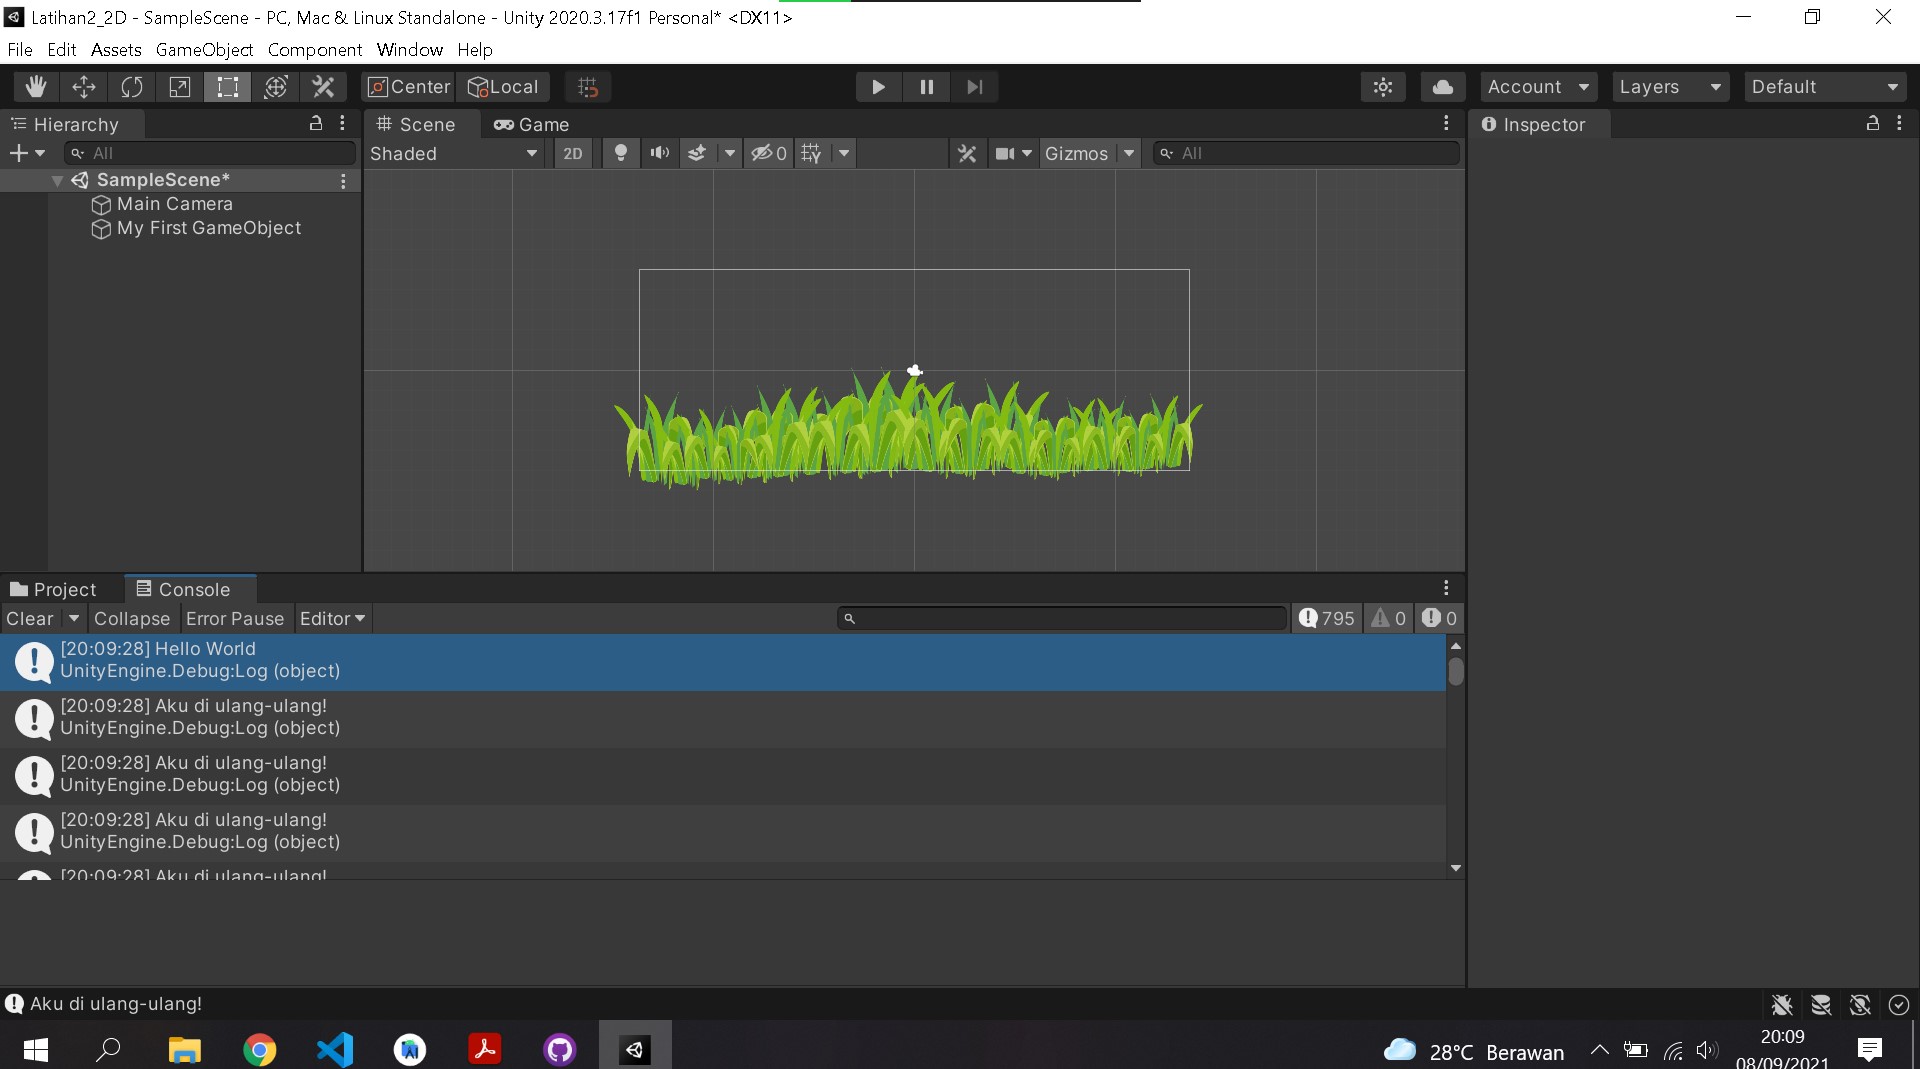 Latihan2_2D - SampleScene - PC, Mac & Linux Standalone - Unity 2020.3.17f1 Personal* <DX11>
File Edit Assets GameObject Component Window Help
Center Local Account Layers Default
Hierarchy
All
SampleScene*
Main Camera
My First GameObject
Scene Game
Shaded 2D 0 Gizmos All
Inspector
Project Console
Clear Collapse Error Pause Editor 795 0 0
[20:09:28] Hello World
UnityEngine.Debug:Log (object)
[20:09:28] Aku di ulang-ulang!
UnityEngine.Debug:Log (object)
[20:09:28] Aku di ulang-ulang!
UnityEngine.Debug:Log (object)
[20:09:28] Aku di ulang-ulang!
UnityEngine.Debug:Log (object)
[20:09:28] Aku di ulang-ulang!
Aku di ulang-ulang!
28°C Berawan
20:09
08/09/2021